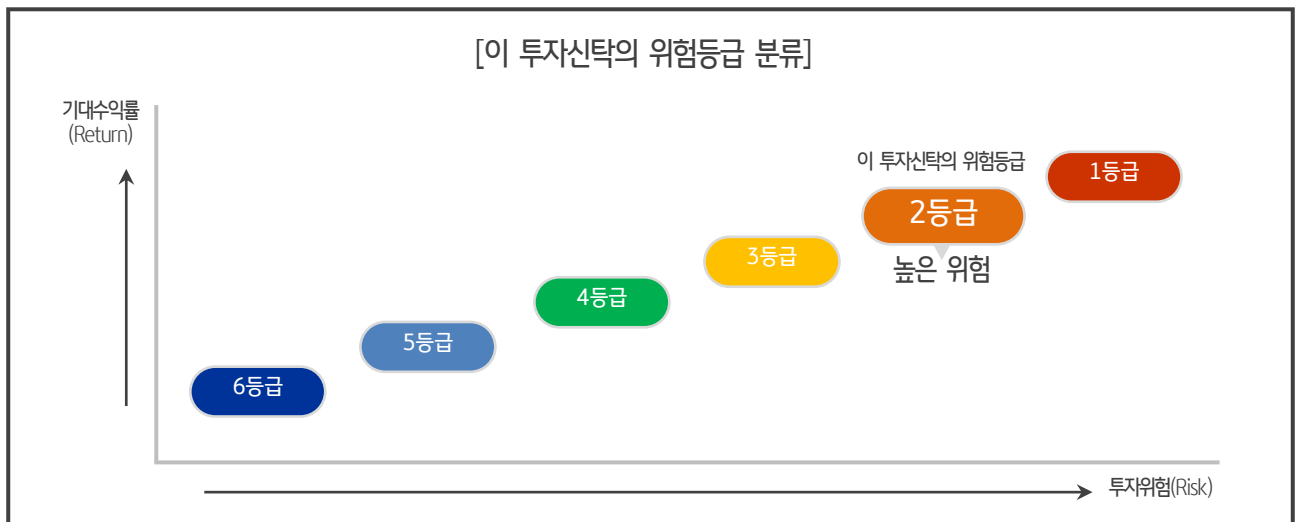 [이 투자신탁의 위험등급 분류]
기대수익률
(Return)
이 투자신탁의 위험등급
1등급
2등급
높은 위험
3등급
4등급
5등급
6등급
투자위험(Risk)